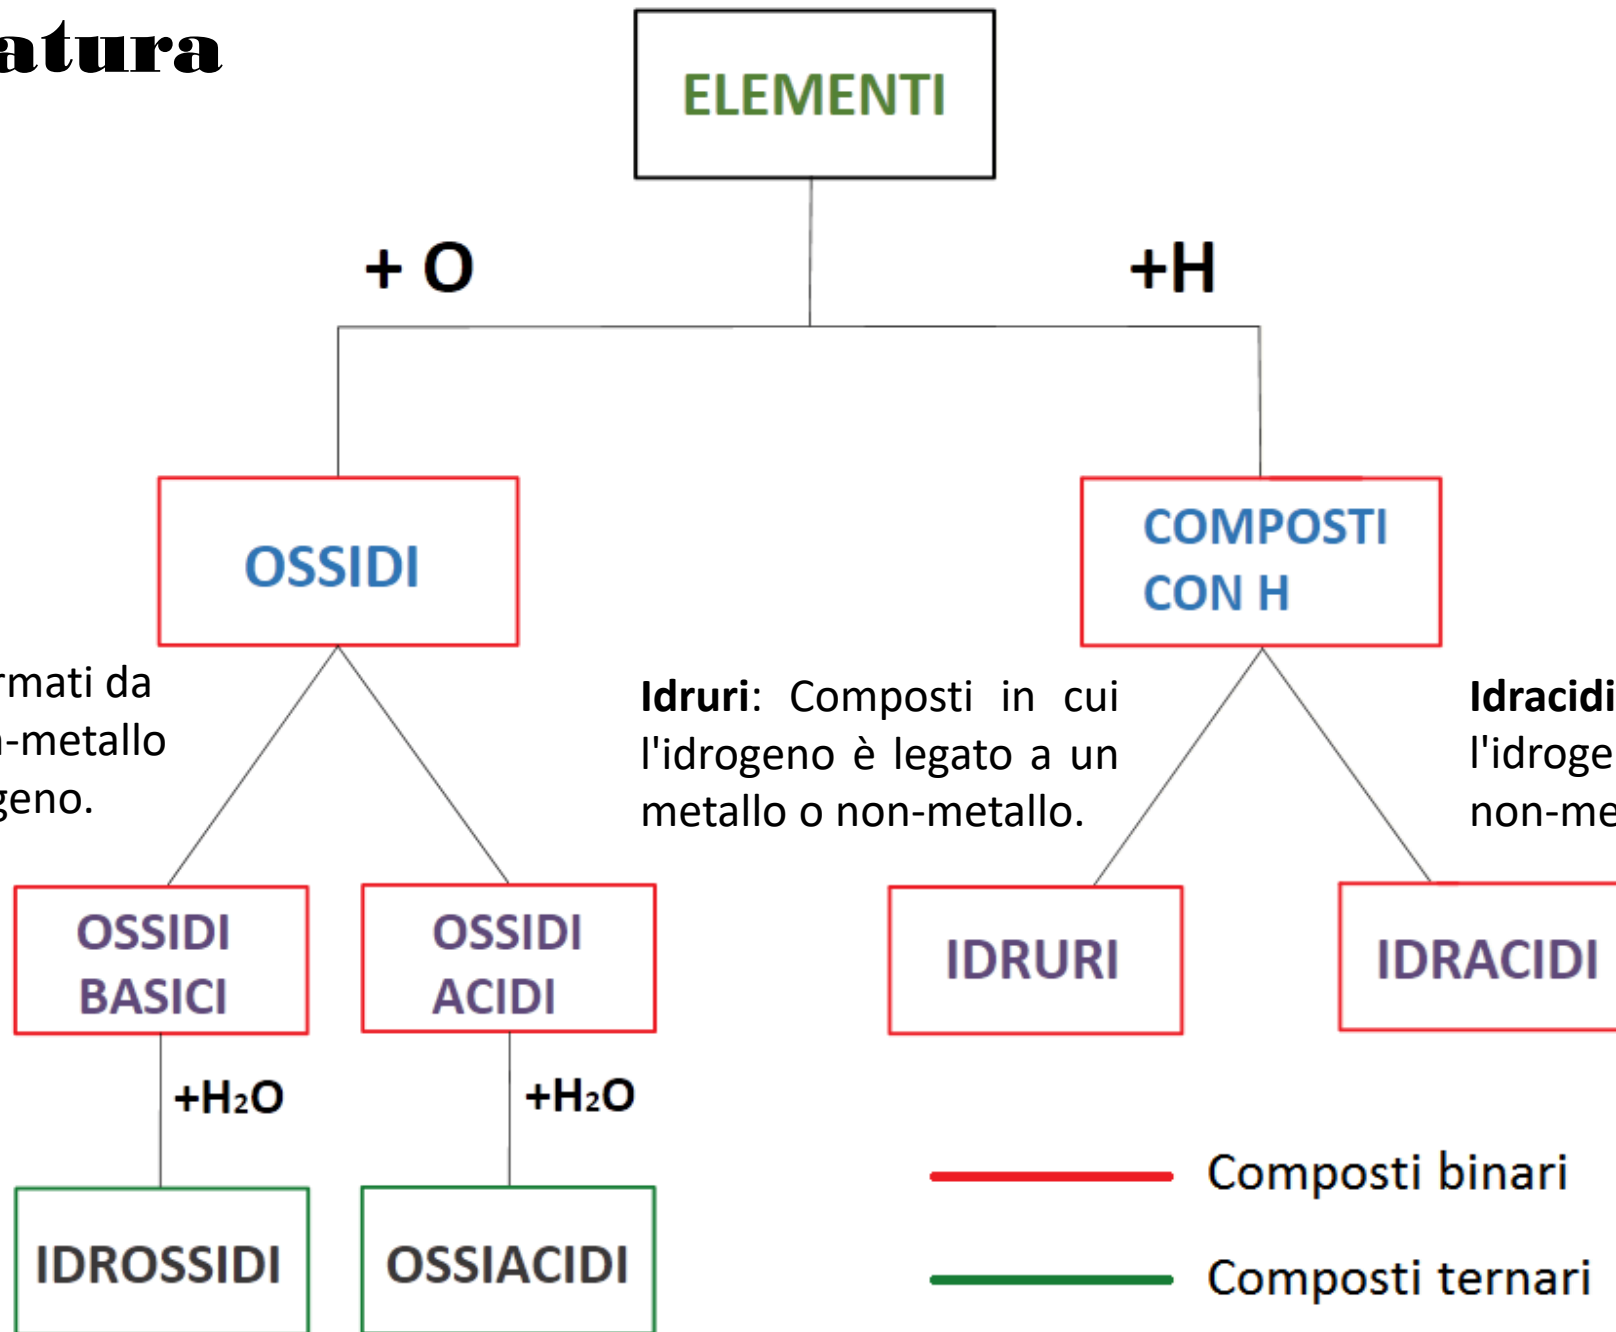 atura
ELEMENTI
+ O
+H
OSSIDI
COMPOSTI
CON H
rmati da
n-metallo
geno.
Idruri: Composti in cui
l'idrogeno è legato a un
metallo o non-metallo.
Idracidi
l'idroge
non-me
OSSIDI
BASICI
OSSIDI
ACIDI
IDRURI
IDRACIDI
+H₂O
+H₂O
IDROSSIDI
OSSIACIDI
Composti binari
Composti ternari